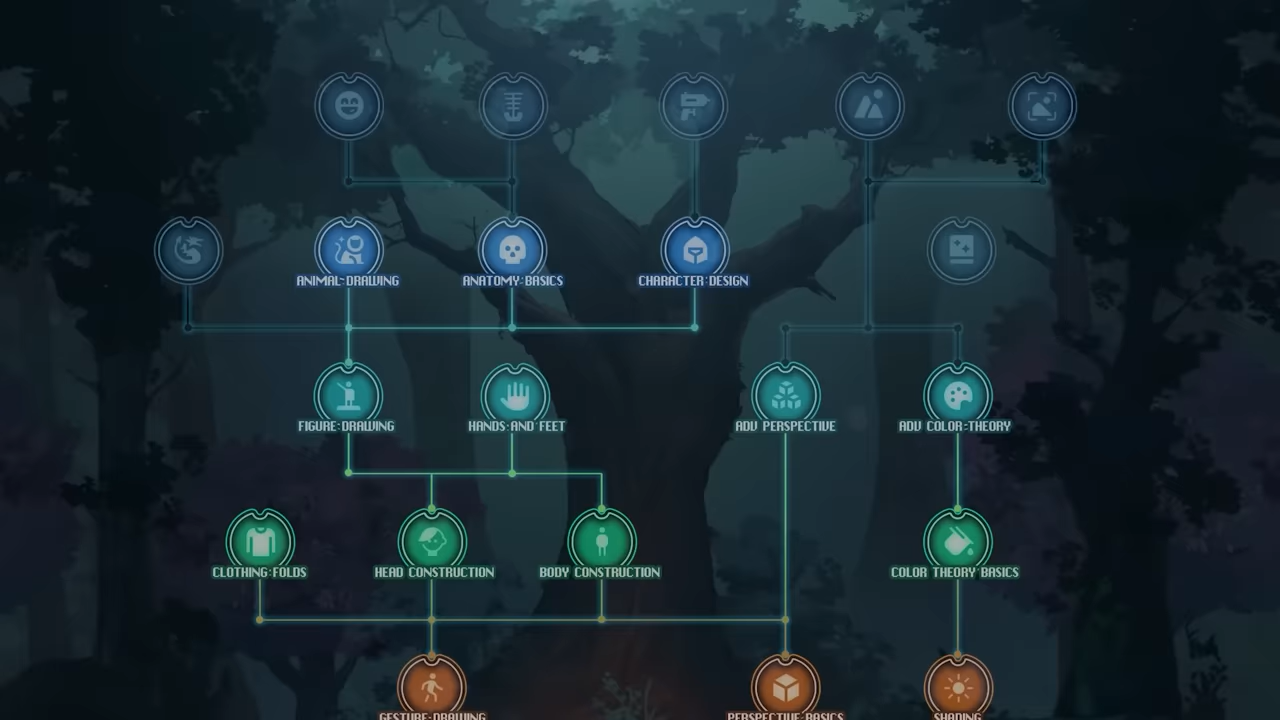 ANIMAL DRAWING
ANATOMY BASICS
CHARACTER DESIGN
FIGURE DRAWING
HANDS AND FEET
ADV PERSPECTIVE
ADV COLOR THEORY
CLOTHING FOLDS
HEAD CONSTRUCTION
BODY CONSTRUCTION
COLOR THEORY BASICS
GESTURE DRAWING
PERSPECTIVE BASICS
SHADING